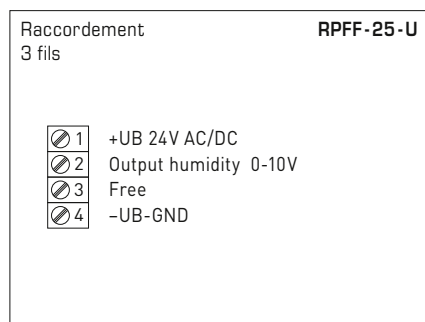 Raccordement RPFF-25-U
3 fils
1 +UB 24V AC/DC
2 Output humidity 0-10V
3 Free
4 –UB-GND